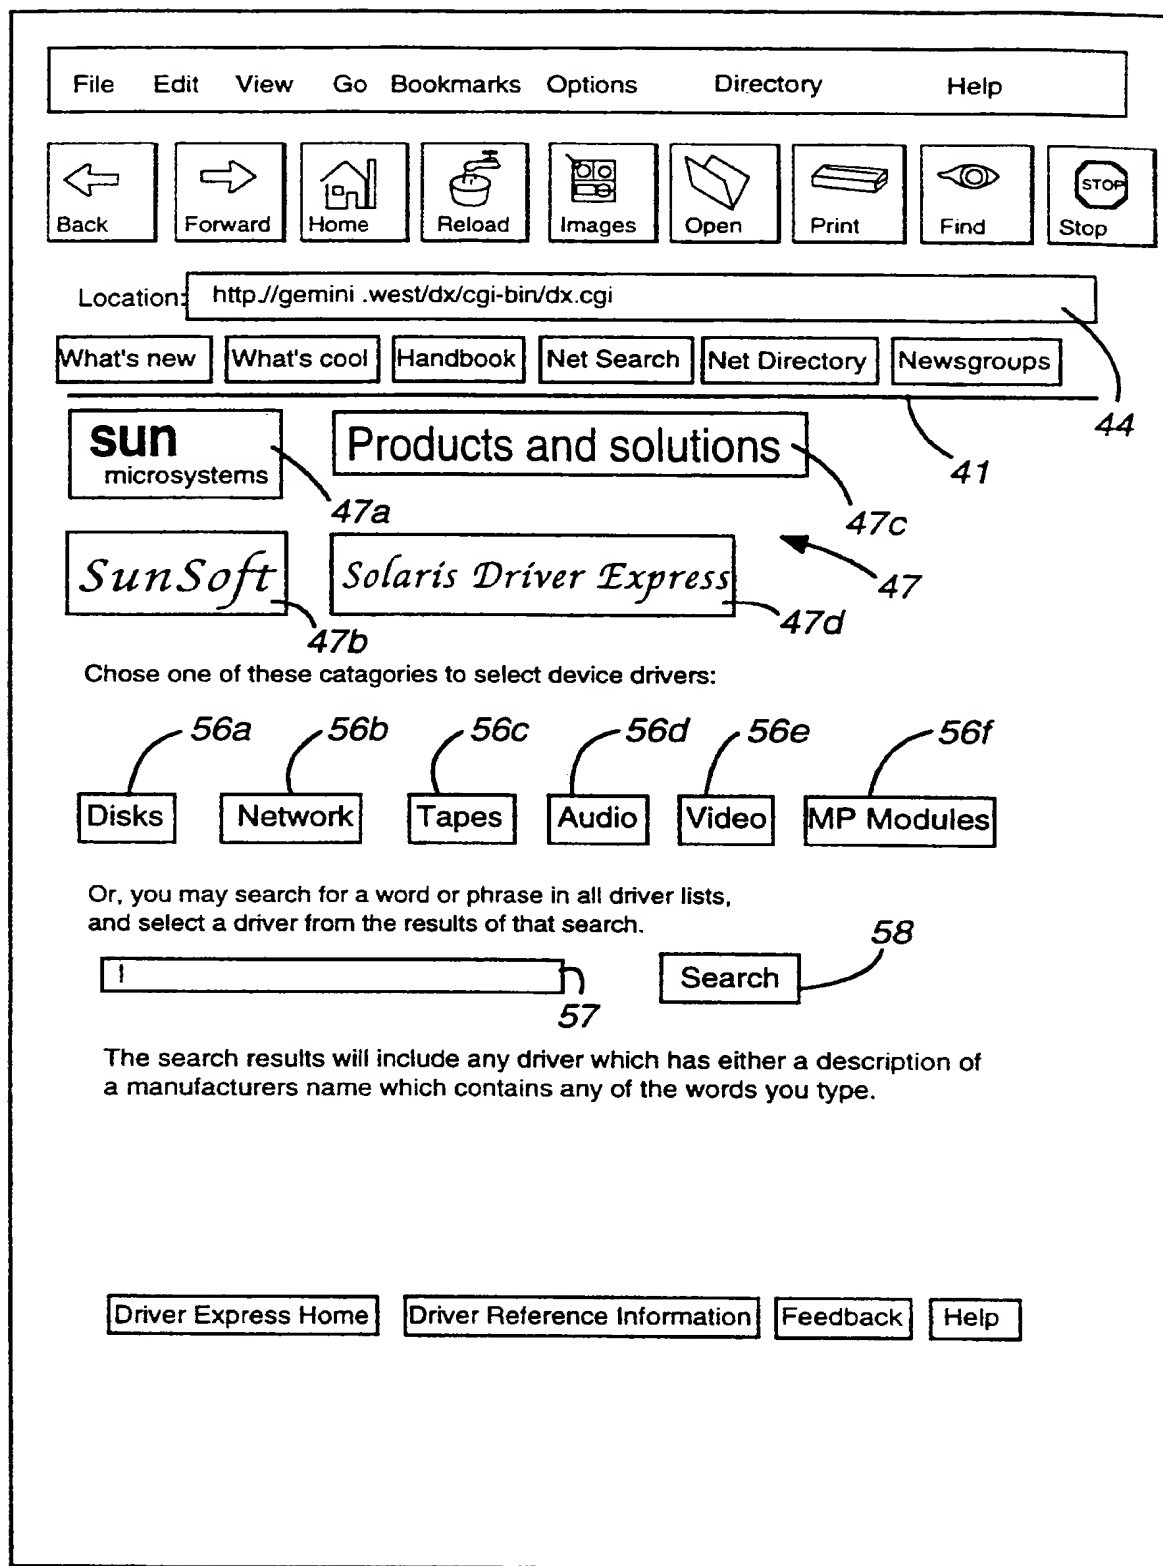 File Edit View Go Bookmarks Options Directory Help
STOP
Back Forward Home Reload Images Open Print Find Stop
Location: http.//gemini .west/dx/cgi-bin/dx.cgi
What's new What's cool Handbook Net Search Net Directory Newsgroups
44
41
sun
microsystems
Products and solutions
47a
47c
SunSoft
Solaris Driver Express
47
47b
47d
Chose one of these catagories to select device drivers:
56a 56b 56c 56d 56e 56f
Disks Network Tapes Audio Video MP Modules
Or, you may search for a word or phrase in all driver lists,
and select a driver from the results of that search.
58
Search
57
The search results will include any driver which has either a description of
a manufacturers name which contains any of the words you type.
Driver Express Home Driver Reference Information Feedback Help